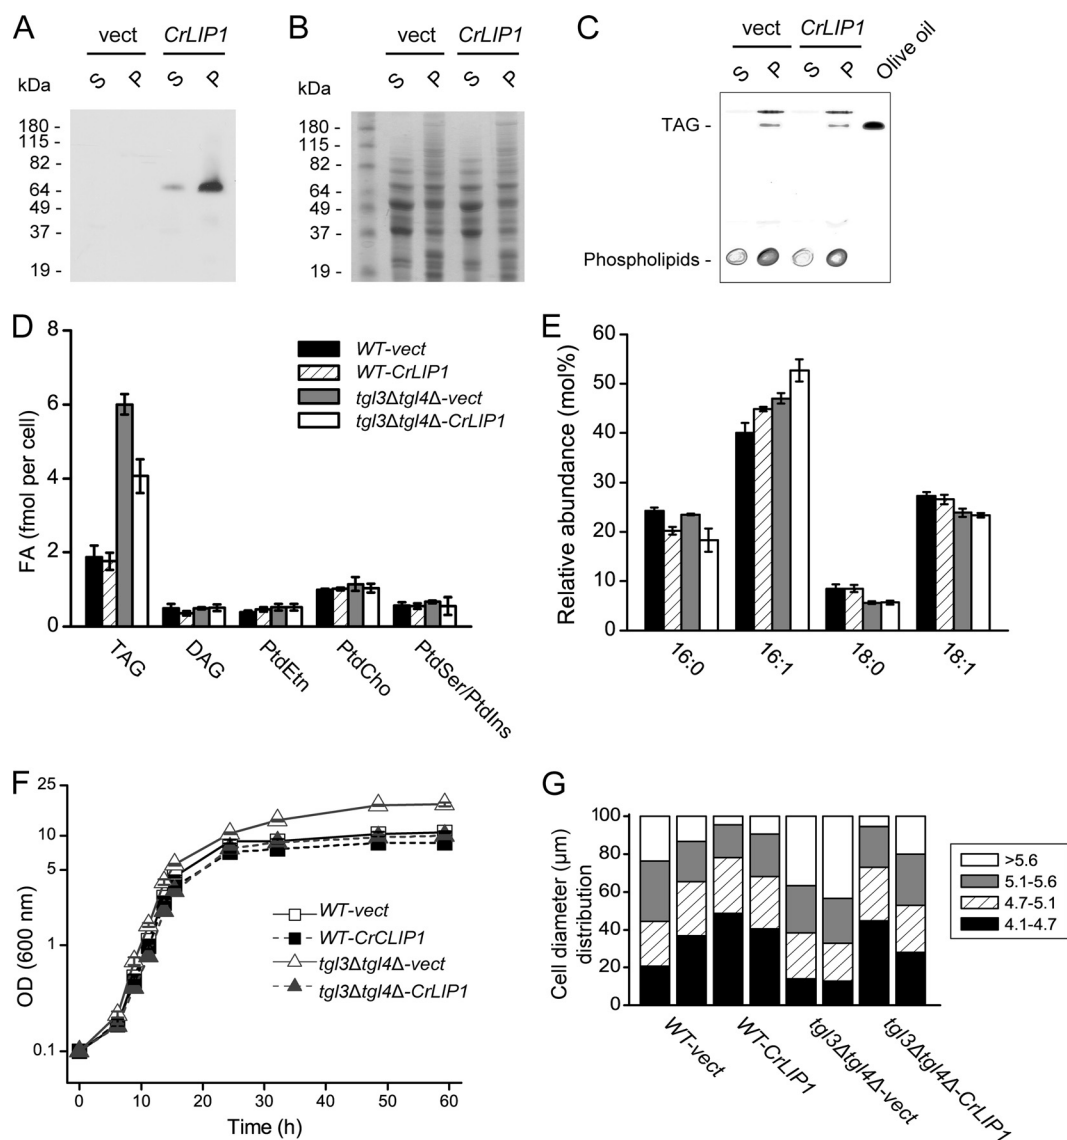 A
vect CrLIP1
kDa S P S P
180 -
115 -
82 -
64 -
49 -
37 -
19 -
B
vect CrLIP1
kDa S P S P
180 -
115 -
82 -
64 -
49 -
37 -
19 -
C
vect CrLIP1
S P S P Olive oil
TAG -
Phospholipids -
D
FA (fmol per cell)
8
6
4
2
0
WT-vect
WT-CrLIP1
tgl3Δtgl4Δ-vect
tgl3Δtgl4Δ-CrLIP1
TAG
DAG
PtdEtn
PtdCho
PtdSer/PtdIns
E
Relative abundance (mol%)
60
50
40
30
20
10
0
16:0
16:1
18:0
18:1
F
OD (600 nm)
25
10
5
1
0.1
WT-vect
WT-CrCLIP1
tgl3Δtgl4Δ-vect
tgl3Δtgl4Δ-CrLIP1
0 10 20 30 40 50 60
Time (h)
G
Cell diameter (µm)
distribution
100
80
60
40
20
0
>5.6
5.1-5.6
4.7-5.1
4.1-4.7
WT-vect
WT-CrLIP1
tgl3Δtgl4Δ-vect
tgl3Δtgl4Δ-CrLIP1